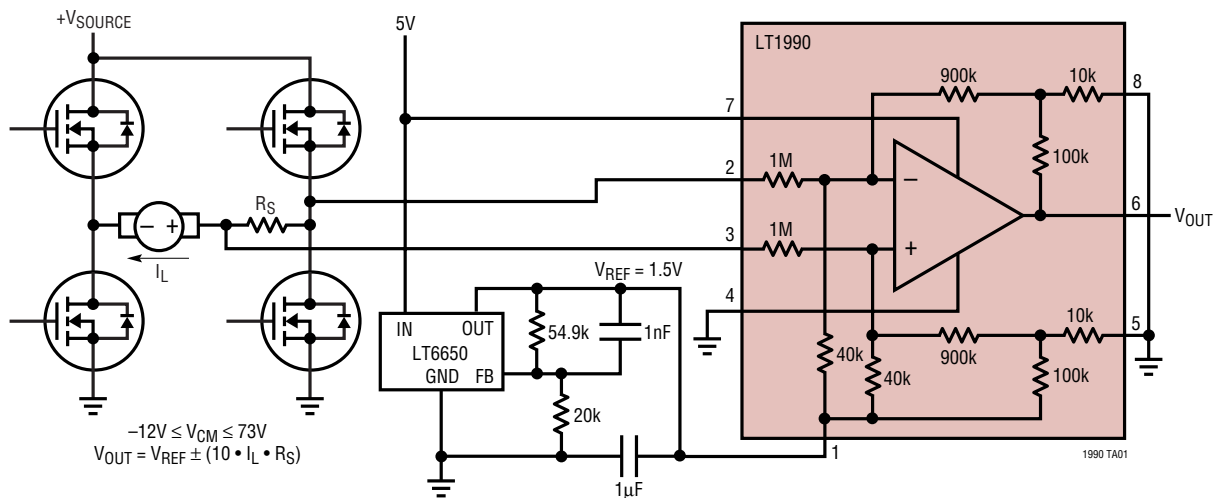 +VSOURCE
5V
LT1990
900k
10k
8
7
100k
1M
2
–
RS
6
VOUT
– +
1M
3
+
IL
VREF = 1.5V
4
10k
5
IN OUT
54.9k
1nF
900k
LT6650
40k
40k
100k
GND FB
20k
–12V ≤ VCM ≤ 73V
VOUT = VREF ± (10 • IL • RS)
1
1990 TA01
1µF